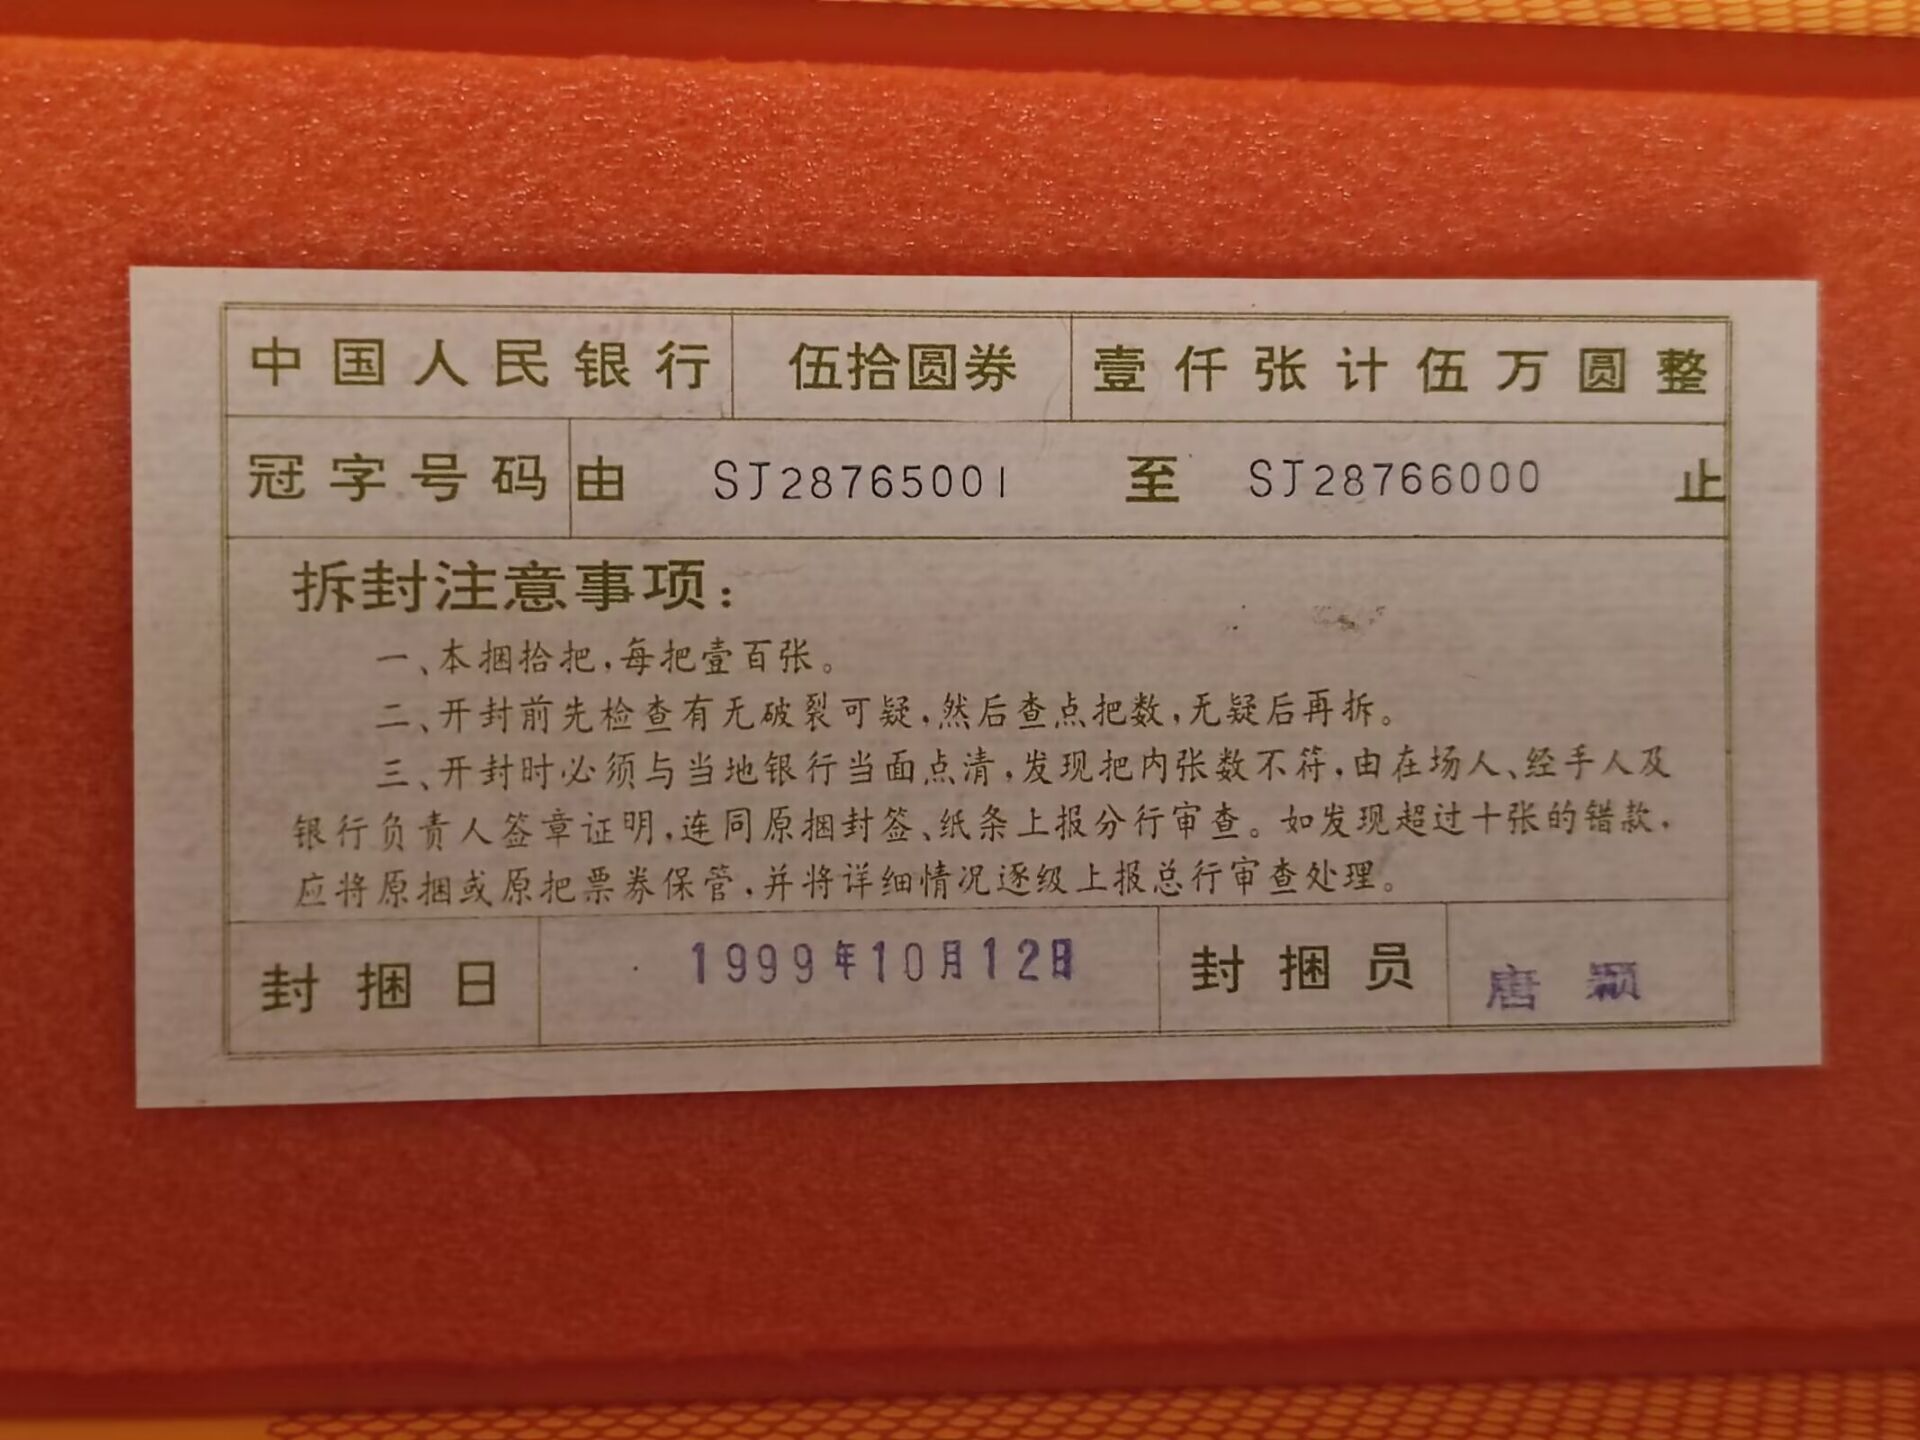 中国人民银行 伍拾圆券 壹仟张计伍万圆整
冠字号码 由 SJ28765001 至 SJ28766000 止
拆封注意事项：
一、本捆拾把，每把壹百张。
二、开封前先检查有无破裂可疑，然后查点把数，无疑后再拆。
三、开封时必须与当地银行当面点清，发现把内张数不符，由在场人、经手人及
银行负责人签章证明，连同原捆封签、纸条上报分行审查。如发现超过十张的错款，
应将原捆或原把票券保管，并将详细情况逐级上报总行审查处理。
封捆日 1999年10月12日 封捆员 唐颖